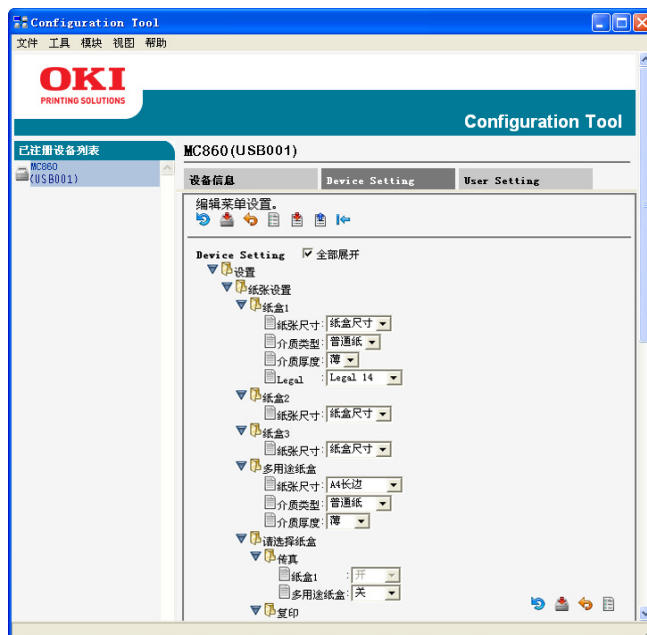 Configuration Tool
文件 工具 模块 视图 帮助
OKI
PRINTING SOLUTIONS
Configuration Tool
已注册设备列表
MC860
(USB001)
MC860(USB001)
设备信息 Device Setting User Setting
编辑菜单设置。
Device Setting 全部展开
设置
纸张设置
纸盒1
纸张尺寸: 纸盒尺寸
介质类型: 普通纸
介质厚度: 薄
Legal : Legal 14
纸盒2
纸张尺寸: 纸盒尺寸
纸盒3
纸张尺寸: 纸盒尺寸
多用途纸盒
纸张尺寸: A4长边
介质类型: 普通纸
介质厚度: 薄
请选择纸盒
传真
纸盒1 : 开
多用途纸盒: 关
复印